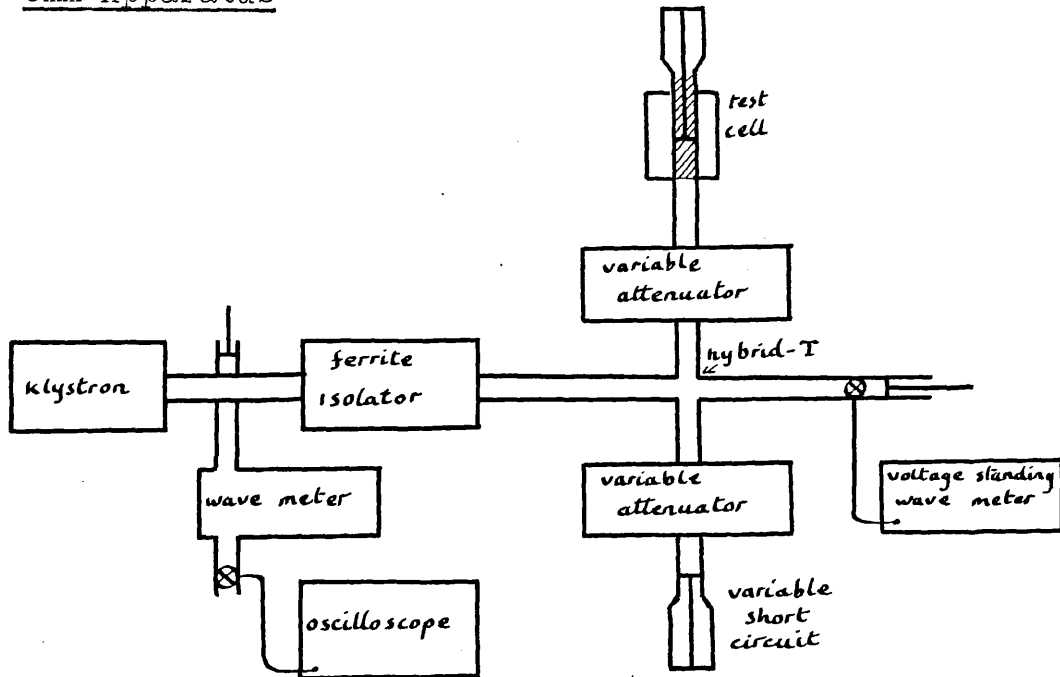 test
cell
variable
attenuator
hybrid-T
klystron
ferrite
isolator
wave meter
variable
attenuator
voltage standing
wave meter
oscilloscope
variable
short
circuit